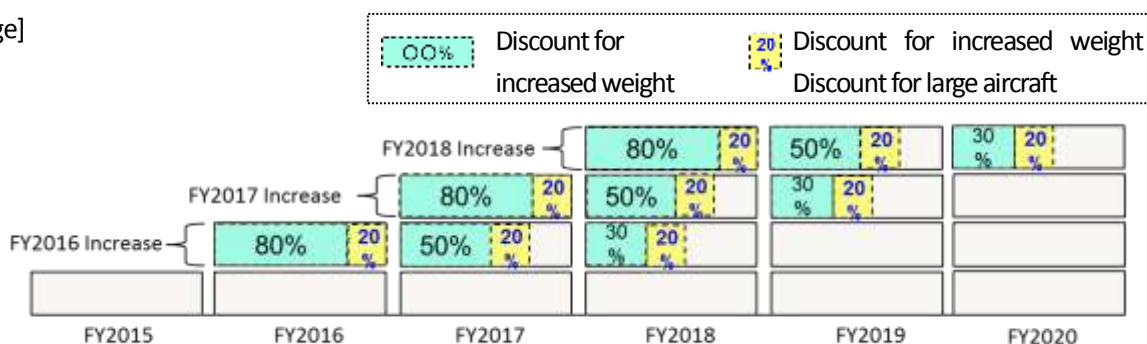 ge]
○○%
Discount for
increased weight
20
%
Discount for increased weight
Discount for large aircraft
FY2018 Increase
80%
20
%
50%
20
%
30
%
20
%
FY2017 Increase
80%
20
%
50%
20
%
30
%
20
%
FY2016 Increase
80%
20
%
50%
20
%
30
%
20
%
FY2015
FY2016
FY2017
FY2018
FY2019
FY2020